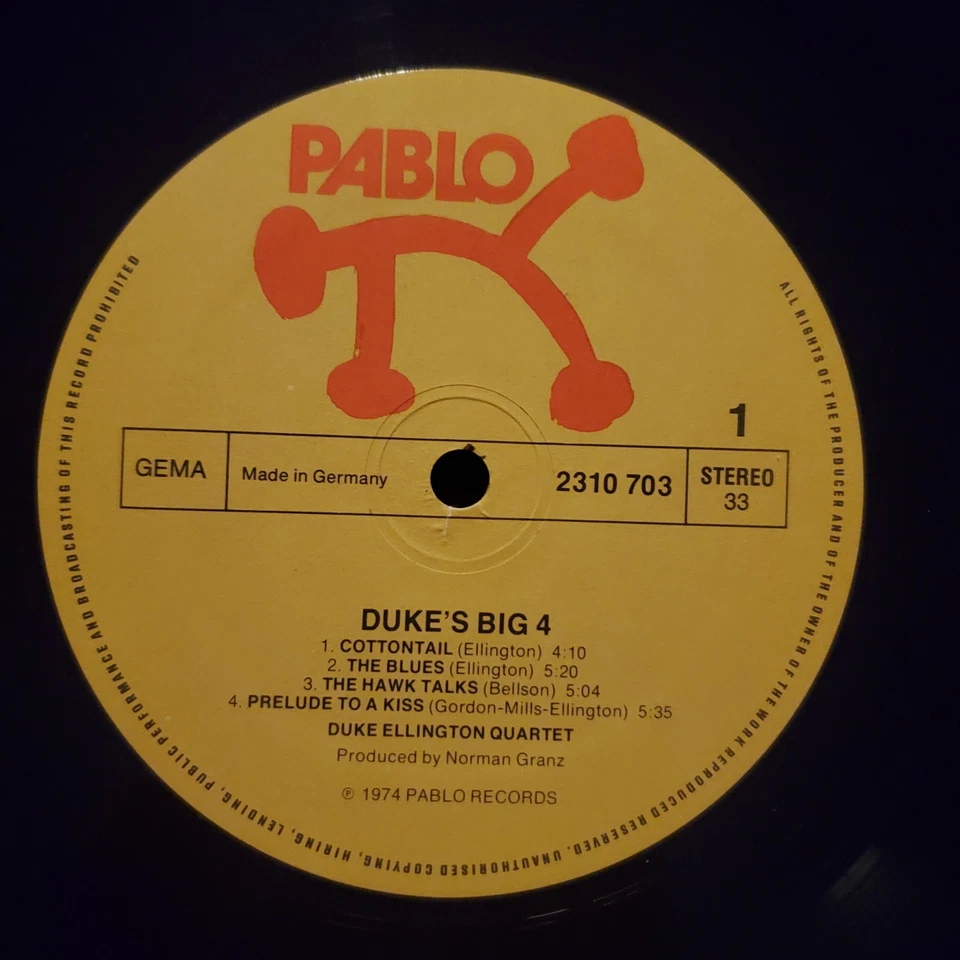 PABLO
1
GEMA
Made in Germany
2310 703
STEREO
33
DUKE'S BIG 4
1. COTTONTAIL (Ellington) 4:10
2. THE BLUES (Ellington) 5:20
3. THE HAWK TALKS (Bellson) 5:04
4. PRELUDE TO A KISS (Gordon-Mills-Ellington) 5:35
DUKE ELLINGTON QUARTET
Produced by Norman Granz
℗ 1974 PABLO RECORDS
ALL RIGHTS OF THE PRODUCER AND OF THE OWNER OF THE WORK REPRODUCED RESERVED. UNAUTHORISED COPYING, HIRING, LENDING, PUBLIC PERFORMANCE AND BROADCASTING OF THIS RECORD PROHIBITED